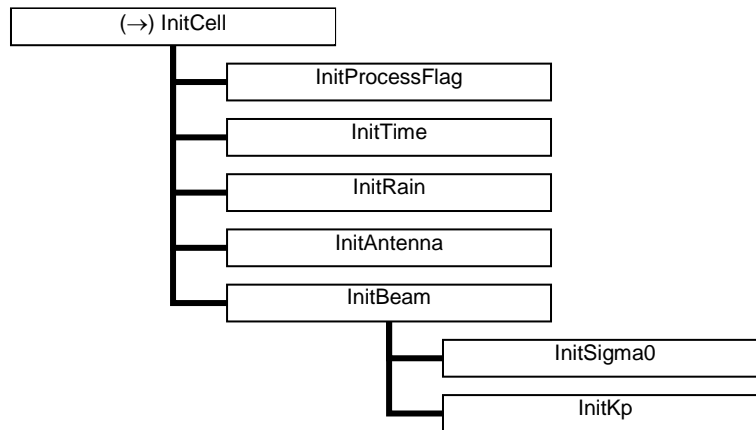 (→) InitCell
InitProcessFlag
InitTime
InitRain
InitAntenna
InitBeam
InitSigma0
InitKp